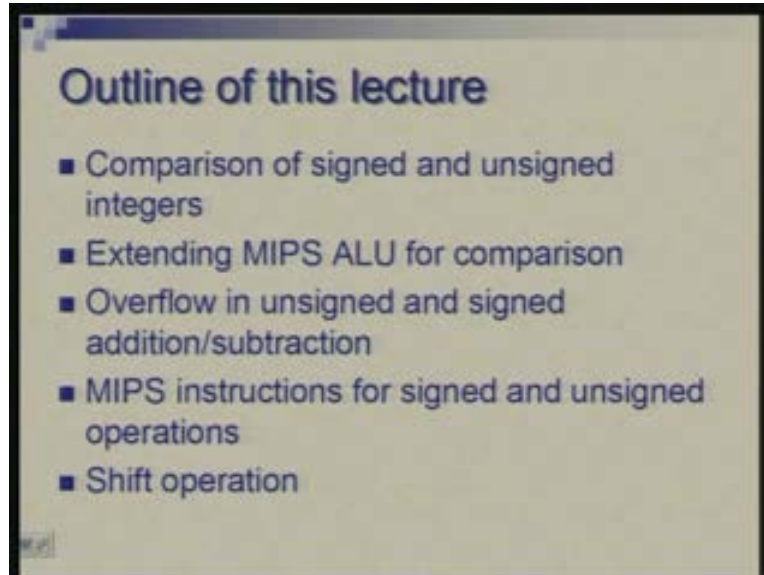 Outline of this lecture
Comparison of signed and unsigned
integers
Extending MIPS ALU for comparison
Overflow in unsigned and signed
addition/subtraction
MIPS instructions for signed and unsigned
operations
Shift operation